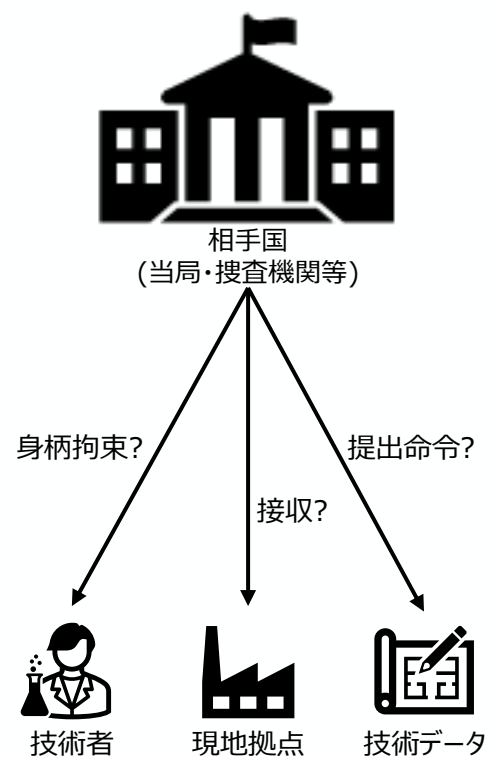 相手国
(当局・捜査機関等)
身柄拘束?
提出命令?
接収?
技術者
現地拠点
技術データ